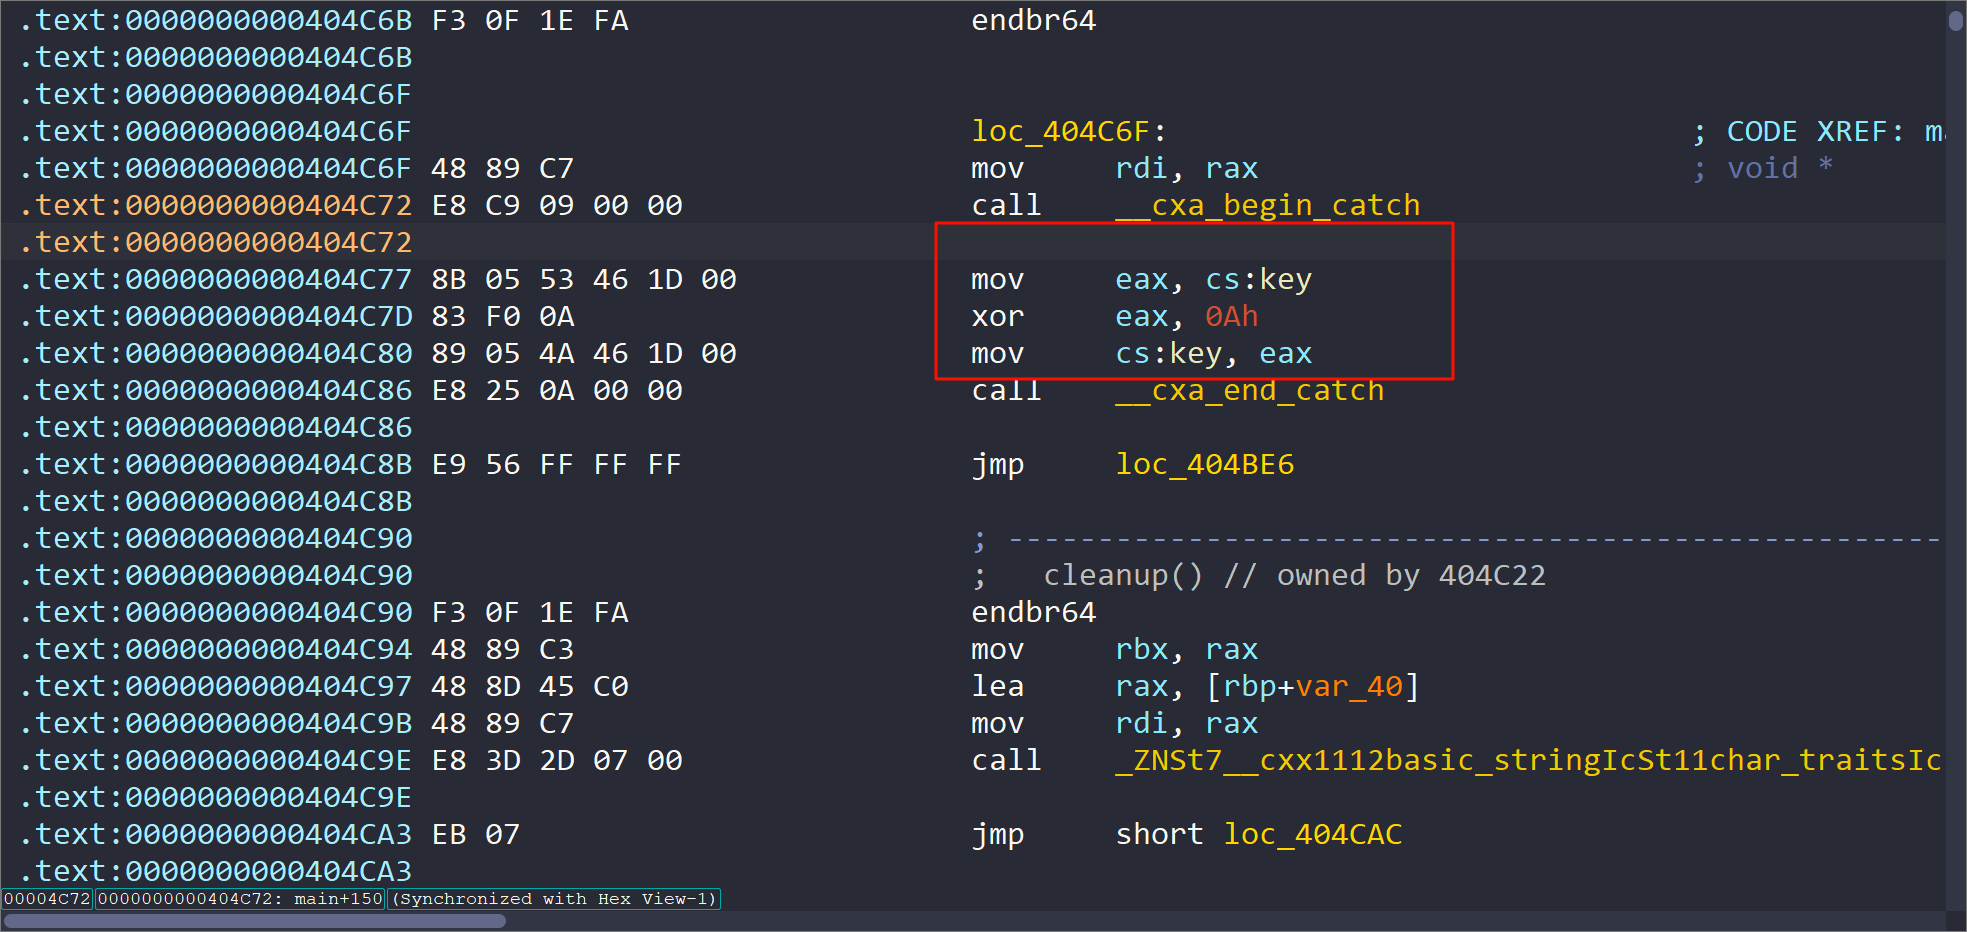 .text:0000000000404C6B F3 0F 1E FA endbr64
.text:0000000000404C6B
.text:0000000000404C6F
.text:0000000000404C6F loc_404C6F: ; CODE XREF: ma
.text:0000000000404C6F 48 89 C7 mov rdi, rax ; void *
.text:0000000000404C72 E8 C9 09 00 00 call __cxa_begin_catch
.text:0000000000404C72
.text:0000000000404C77 8B 05 53 46 1D 00 mov eax, cs:key
.text:0000000000404C7D 83 F0 0A xor eax, 0Ah
.text:0000000000404C80 89 05 4A 46 1D 00 mov cs:key, eax
.text:0000000000404C86 E8 25 0A 00 00 call __cxa_end_catch
.text:0000000000404C86
.text:0000000000404C8B E9 56 FF FF FF jmp loc_404BE6
.text:0000000000404C8B
.text:0000000000404C90 ; ----------------------------------------------------
.text:0000000000404C90 ; cleanup() // owned by 404C22
.text:0000000000404C90 F3 0F 1E FA endbr64
.text:0000000000404C94 48 89 C3 mov rbx, rax
.text:0000000000404C97 48 8D 45 C0 lea rax, [rbp+var_40]
.text:0000000000404C9B 48 89 C7 mov rdi, rax
.text:0000000000404C9E E8 3D 2D 07 00 call _ZNSt7__cxx1112basic_stringIcSt11char_traitsIc
.text:0000000000404C9E
.text:0000000000404CA3 EB 07 jmp short loc_404CAC
.text:0000000000404CA3
00004C72 0000000000404C72: main+150 (Synchronized with Hex View-1)